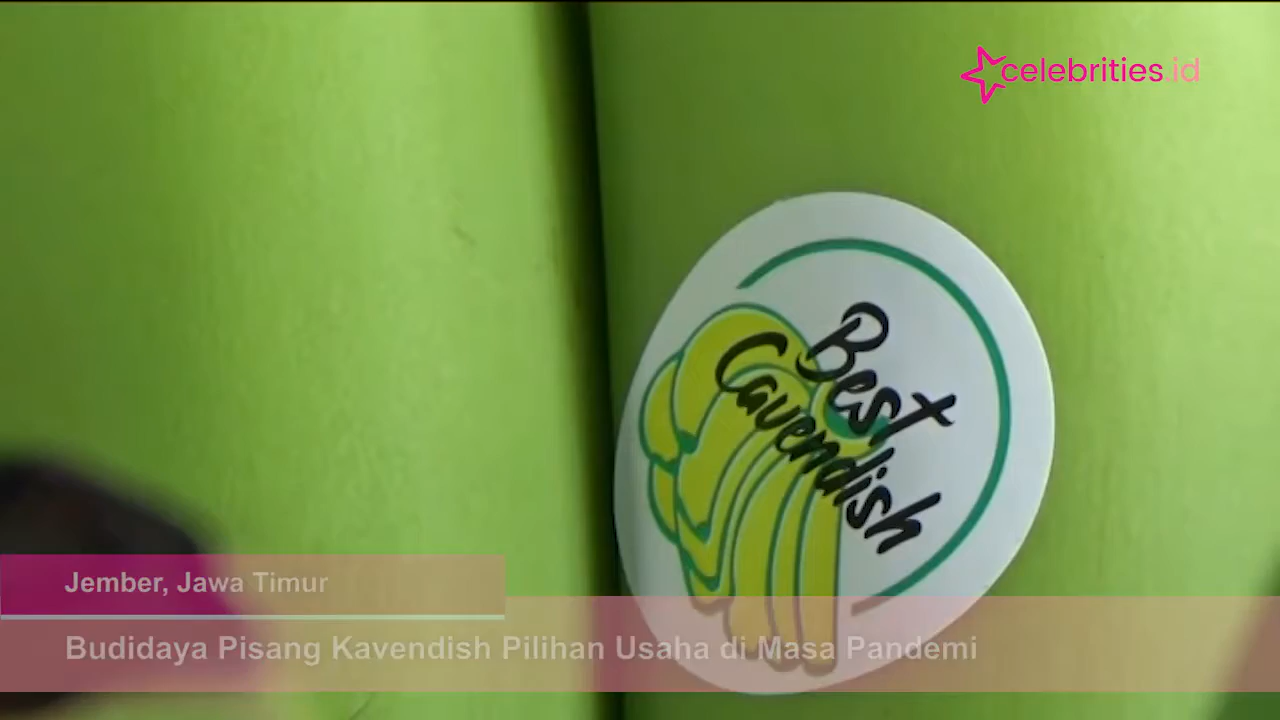 celebrities.id
Best
Cavendish
Jember, Jawa Timur
Budidaya Pisang Kavendish Pilihan Usaha di Masa Pandemi